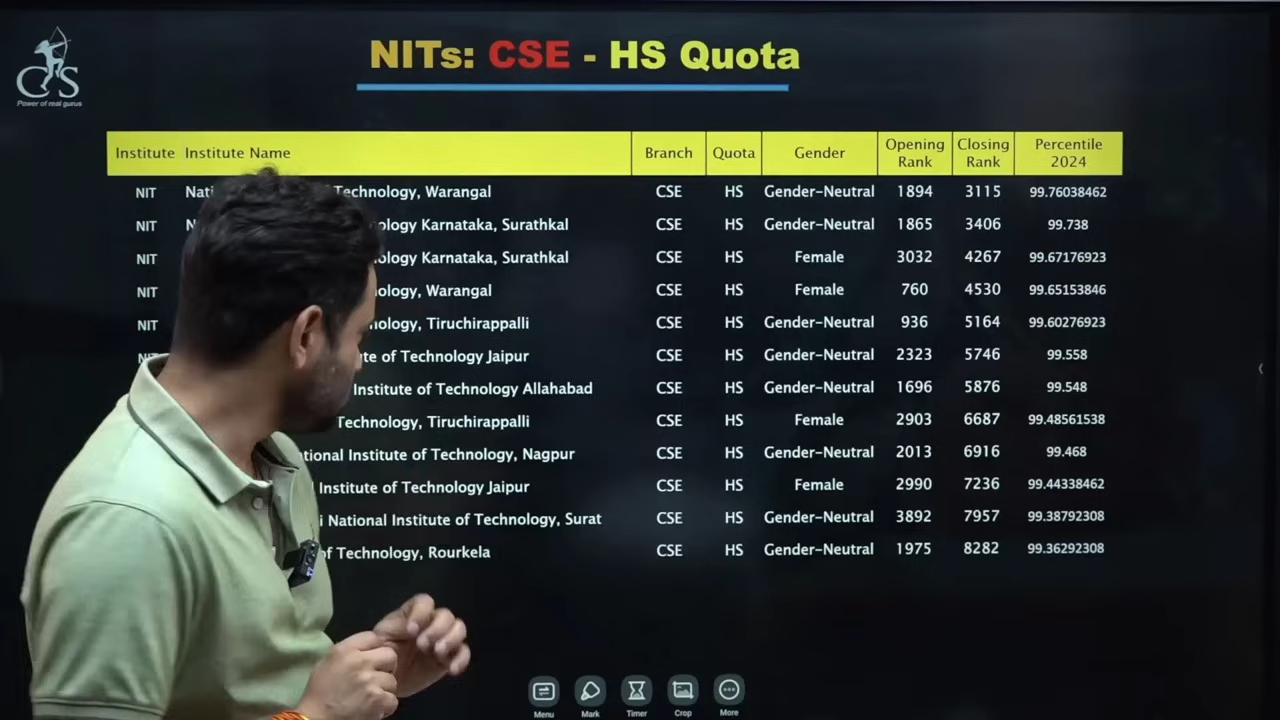 NITs: CSE - HS Quota
CS
Power of real gurus
Institute Institute Name Branch Quota Gender Opening Rank Closing Rank Percentile 2024
NIT Technology, Warangal CSE HS Gender-Neutral 1894 3115 99.76038462
NIT Karnataka, Surathkal CSE HS Gender-Neutral 1865 3406 99.738
NIT Karnataka, Surathkal CSE HS Female 3032 4267 99.67176923
NIT Warangal CSE HS Female 760 4530 99.65153846
NIT Tiruchirappalli CSE HS Gender-Neutral 936 5164 99.60276923
of Technology Jaipur CSE HS Gender-Neutral 2323 5746 99.558
Institute of Technology Allahabad CSE HS Gender-Neutral 1696 5876 99.548
Technology, Tiruchirappalli CSE HS Female 2903 6687 99.48561538
Institute of Technology, Nagpur CSE HS Gender-Neutral 2013 6916 99.468
Institute of Technology Jaipur CSE HS Female 2990 7236 99.44338462
National Institute of Technology, Surat CSE HS Gender-Neutral 3892 7957 99.38792308
of Technology, Rourkela CSE HS Gender-Neutral 1975 8282 99.36292308
Menu Mark Timer Crop More